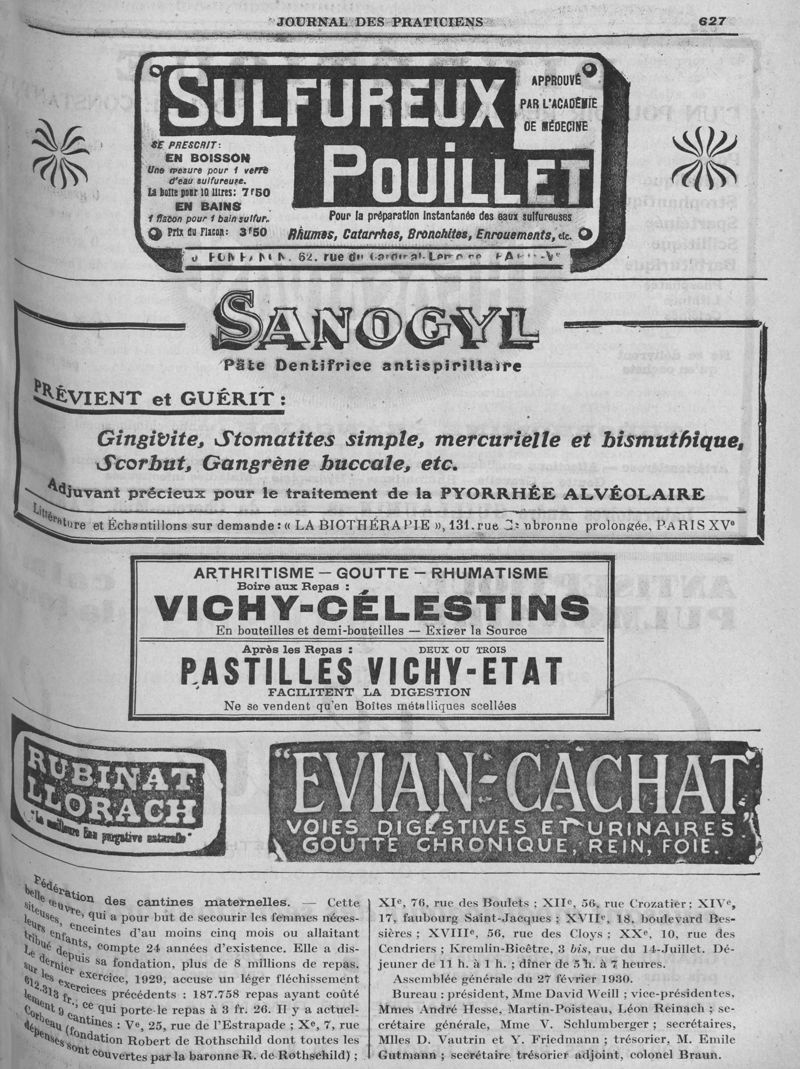 JOURNAL DES PRATICIENS 627
SULFUREUX
POUILLET
APPROUVÉ
PAR L'ACADÉMIE
DE MÉDECINE
SE PRESCRIT:
EN BOISSON
Une mesure pour 1 verre
d'eau sulfureuse.
La boîte pour 10 litres: 7f50
EN BAINS
1 flacon pour 1 bain sulfur.
Prix du Flacon: 3f50
Pour la préparation instantanée des eaux sulfureuses
Rhumes, Catarrhes, Bronchites, Enrouements, etc.
62, rue du
SANOGYL
Pâte Dentifrice antispirillaire
PRÉVIENT et GUÉRIT :
Gingivite, Stomatites simple, mercurielle et bismuthique,
Scorbut, Gangrène buccale, etc.
Adjuvant précieux pour le traitement de la PYORRHÉE ALVÉOLAIRE
Littérature et Échantillons sur demande : « LA BIOTHÉRAPIE », 131, rue prolongée, PARIS XVe
ARTHRITISME — GOUTTE — RHUMATISME
Boire aux Repas :
VICHY-CÉLESTINS
En bouteilles et demi-bouteilles — Exiger la Source
Après les Repas : DEUX OU TROIS
PASTILLES VICHY-ETAT
FACILITENT LA DIGESTION
Ne se vendent qu'en Boîtes métalliques scellées
RUBINAT
LLORACH
"La meilleure Eau purgative naturelle"
"EVIAN-CACHAT"
VOIES DIGESTIVES ET URINAIRES
GOUTTE CHRONIQUE, REIN, FOIE.
Fédération des cantines maternelles. — Cette
belle œuvre, qui a pour but de secourir les femmes néces-
siteuses, enceintes d'au moins cinq mois ou allaitant
leurs enfants, compte 24 années d'existence. Elle a dis-
tribué depuis sa fondation, plus de 8 millions de repas.
Le dernier exercice, 1929, accuse un léger fléchissement
sur les exercices précédents : 187.758 repas ayant coûté
612.313 fr., ce qui porte le repas à 3 fr. 26. Il y a actuel-
lement 9 cantines : Ve, 25, rue de l'Estrapade ; Xe, 7, rue
Corbeau (fondation Robert de Rothschild dont toutes les
dépenses sont couvertes par la baronne R. de Rothschild) ;
XIe, 76, rue des Boulets ; XIIe, 56, rue Crozatier ; XIVe,
17, faubourg Saint-Jacques ; XVIIe, 18, boulevard Bes-
sières ; XVIIIe, 56, rue des Cloys ; XXe, 10, rue des
Cendriers ; Kremlin-Bicêtre, 3 bis, rue du 14-Juillet. Dé-
jeuner de 11 h. à 1 h. ; dîner de 5 h. à 7 heures.
Assemblée générale du 27 février 1930.
Bureau : président, Mme David Weill ; vice-présidentes,
Mmes André Hesse, Martin-Poisteau, Léon Reinach ; se-
crétaire générale, Mme V. Schlumberger ; secrétaires,
Mlles D. Vautrin et Y. Friedmann ; trésorier, M. Emile
Gutmann ; secrétaire trésorier adjoint, colonel Braun.